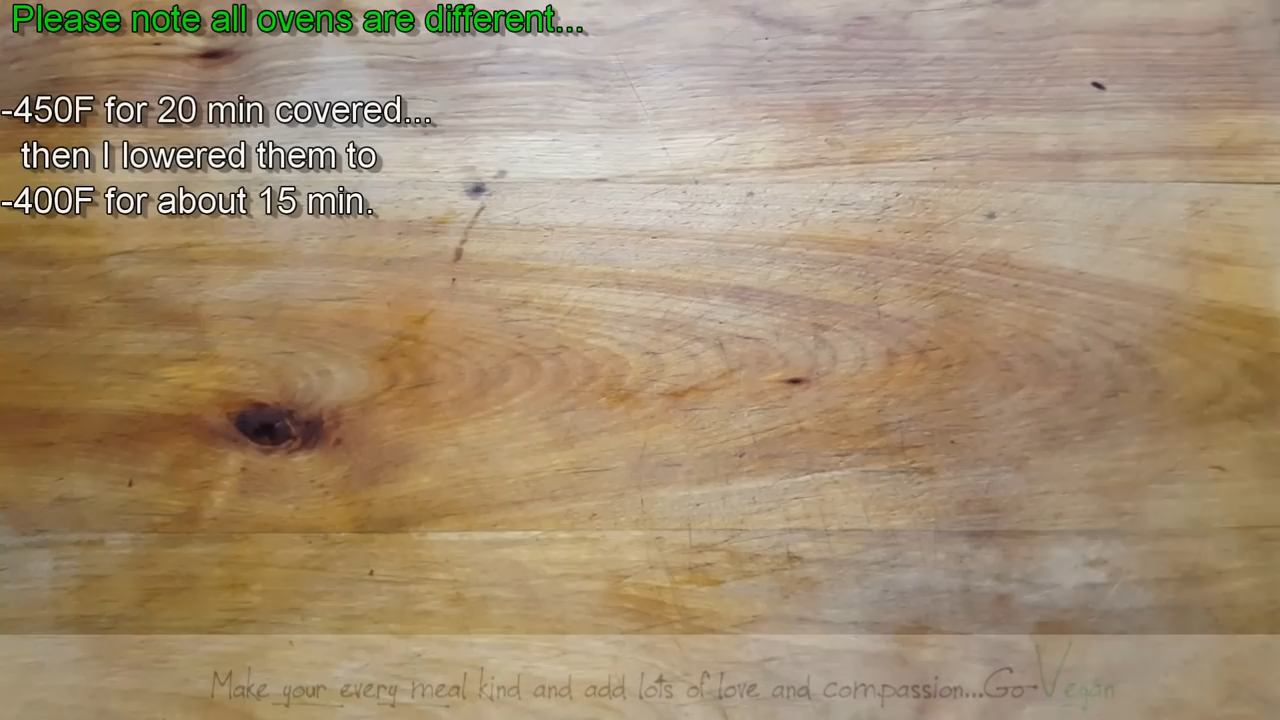 Please note all ovens are different...
-450F for 20 min covered...
then I lowered them to
-400F for about 15 min.
Make your every meal kind and add lots of love and compassion...Go Vegan